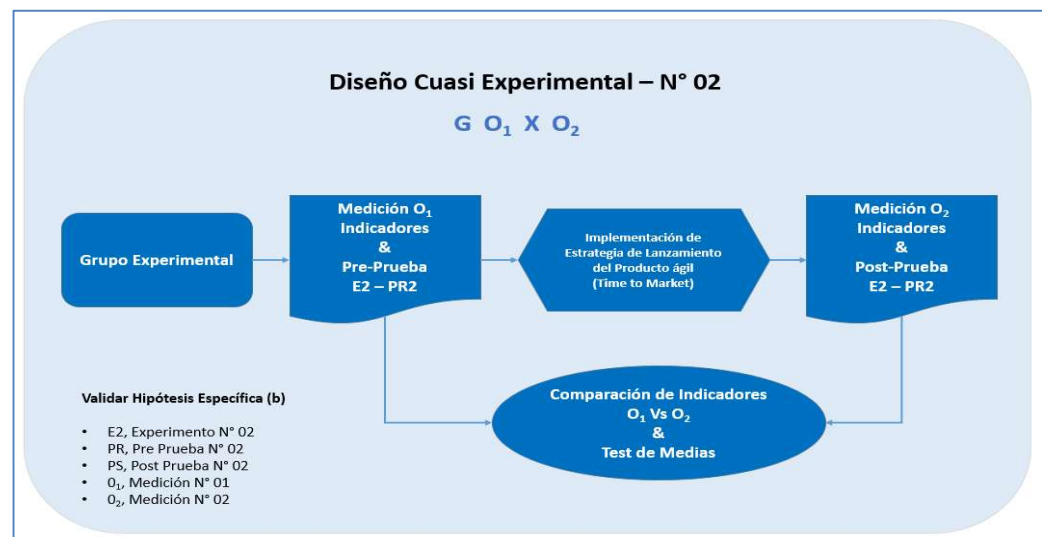 Diseño Cuasi Experimental – N° 02
G O₁ X O₂
Grupo Experimental
Medición O₁
Indicadores
&
Pre-Prueba
E2 – PR2
Implementación de
Estrategia de Lanzamiento
del Producto ágil
(Time to Market)
Medición O₂
Indicadores
&
Post-Prueba
E2 – PR2
Comparación de Indicadores
O₁ Vs O₂
&
Test de Medias
Validar Hipótesis Específica (b)
• E2, Experimento N° 02
• PR, Pre Prueba N° 02
• PS, Post Prueba N° 02
• 0₁, Medición N° 01
• 0₂, Medición N° 02